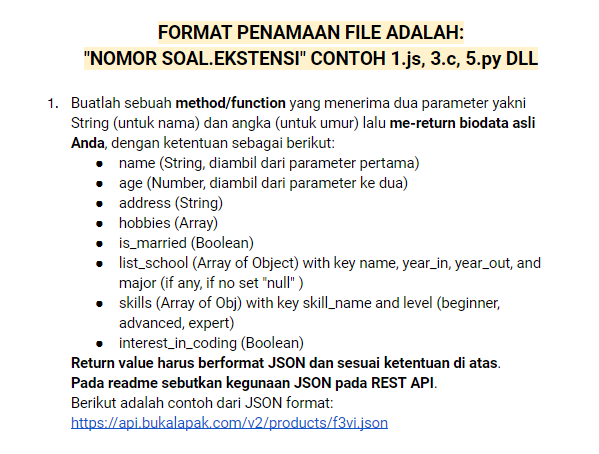 FORMAT PENAMAAN FILE ADALAH:
"NOMOR SOAL.EKSTENSI" CONTOH 1.js, 3.c, 5.py DLL
1. Buatlah sebuah method/function yang menerima dua parameter yakni
String (untuk nama) dan angka (untuk umur) lalu me-return biodata asli
Anda, dengan ketentuan sebagai berikut:
● name (String, diambil dari parameter pertama)
● age (Number, diambil dari parameter ke dua)
● address (String)
● hobbies (Array)
● is_married (Boolean)
● list_school (Array of Object) with key name, year_in, year_out, and
major (if any, if no set "null" )
● skills (Array of Obj) with key skill_name and level (beginner,
advanced, expert)
● interest_in_coding (Boolean)
Return value harus berformat JSON dan sesuai ketentuan di atas.
Pada readme sebutkan kegunaan JSON pada REST API.
Berikut adalah contoh dari JSON format:
https://api.bukalapak.com/v2/products/f3vi.json